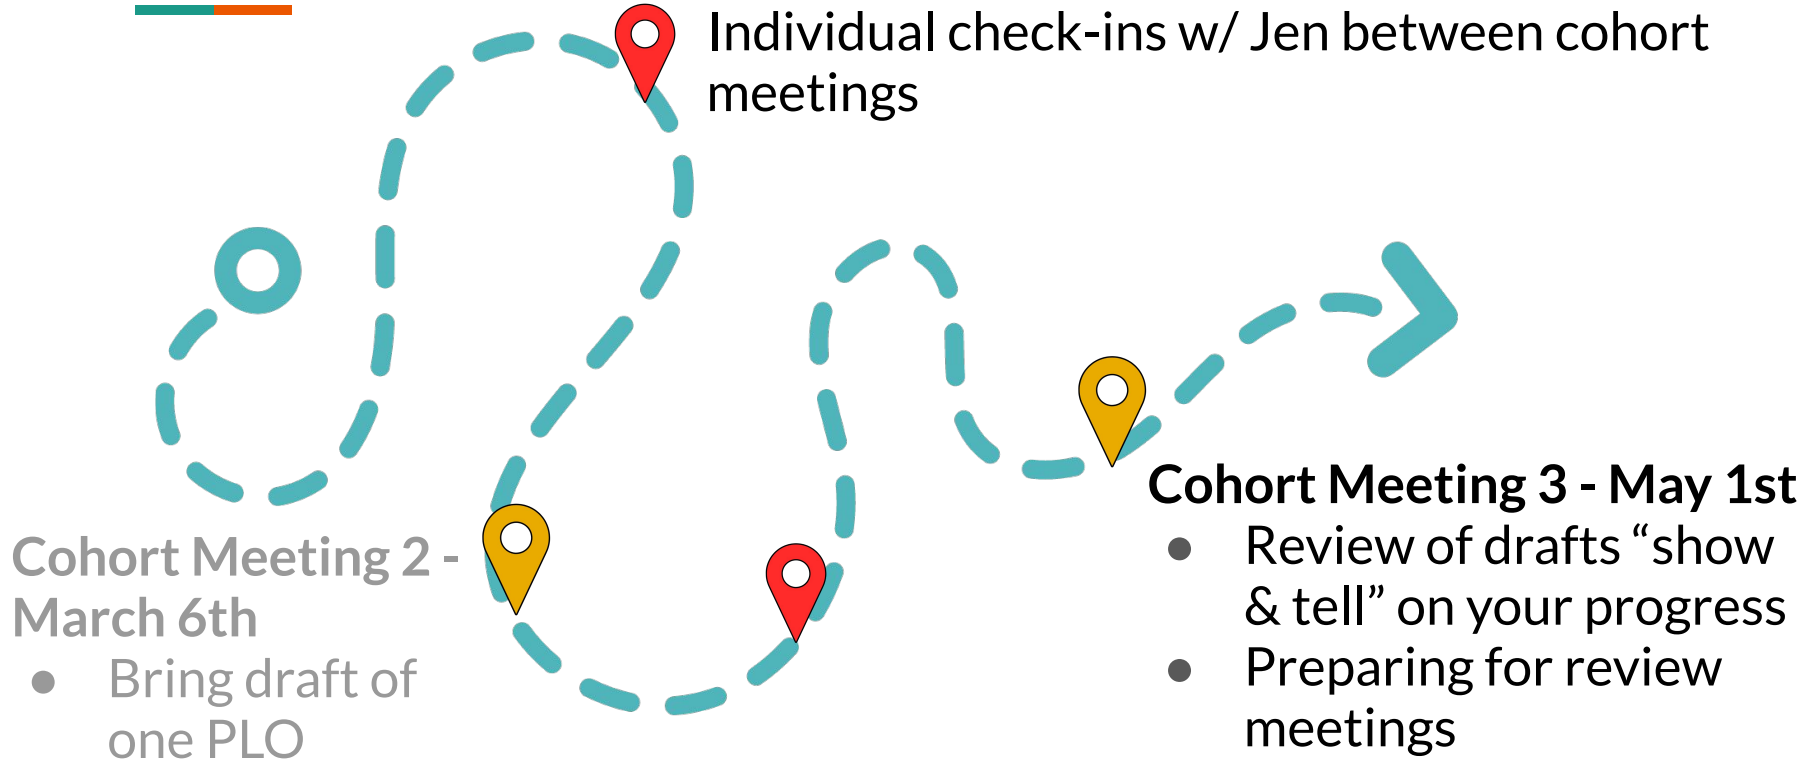 Individual check-ins w/ Jen between cohort
meetings
Cohort Meeting 2 -
March 6th
● Bring draft of
one PLO
Cohort Meeting 3 - May 1st
● Review of drafts “show
& tell” on your progress
● Preparing for review
meetings